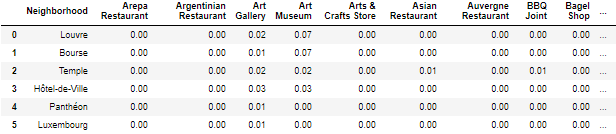 Neighborhood Arepa Restaurant Argentinian Restaurant Art Gallery Art Museum Arts & Crafts Store Asian Restaurant Auvergne Restaurant BBQ Joint Bagel Shop ...
0 Louvre 0.00 0.00 0.02 0.07 0.00 0.00 0.00 0.00 0.00 ...
1 Bourse 0.00 0.00 0.01 0.07 0.00 0.00 0.00 0.00 0.00 ...
2 Temple 0.00 0.00 0.02 0.02 0.00 0.01 0.00 0.01 0.00 ...
3 Hôtel-de-Ville 0.00 0.00 0.03 0.03 0.00 0.00 0.00 0.00 0.00 ...
4 Panthéon 0.00 0.00 0.01 0.00 0.00 0.00 0.00 0.00 0.00 ...
5 Luxembourg 0.00 0.00 0.01 0.00 0.00 0.00 0.00 0.00 0.00 ...